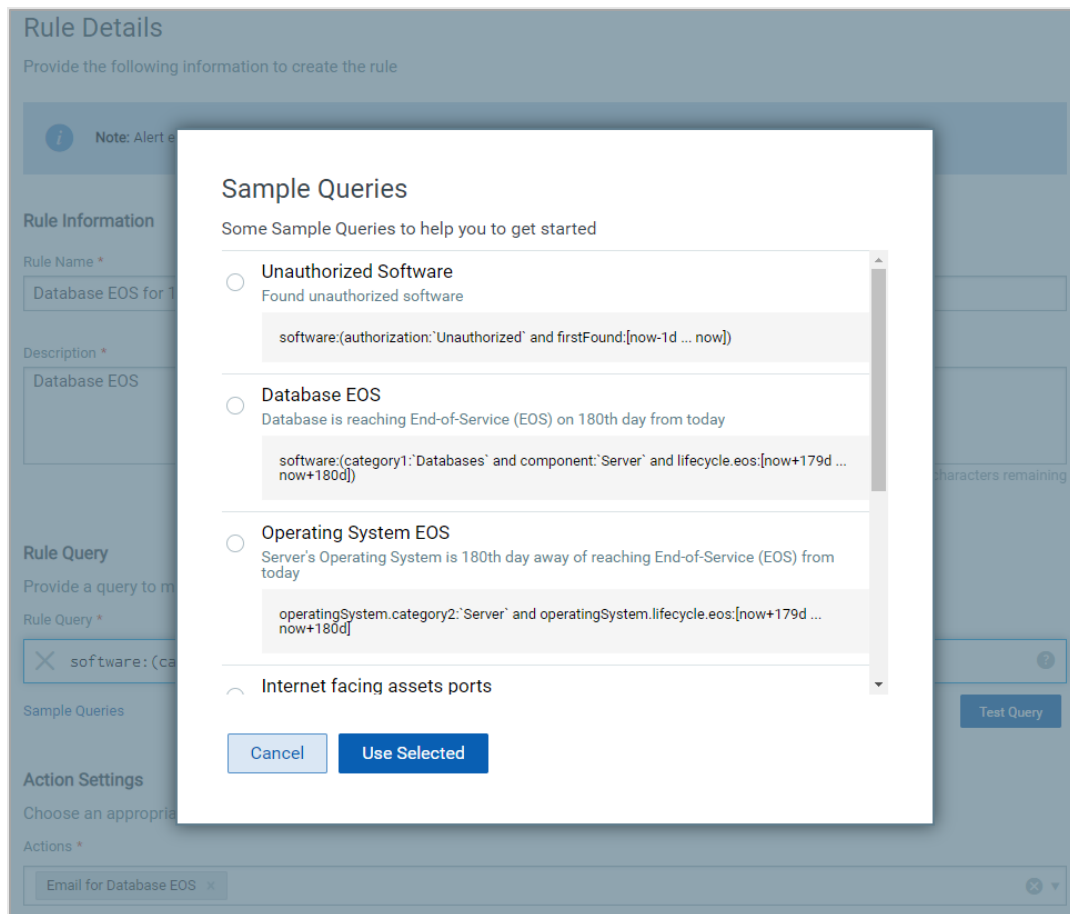 Rule Details
Provide the following information to create the rule
Note: Alert e
Rule Information
Rule Name *
Database EOS for 1
Description *
Database EOS
characters remaining
Rule Query
Provide a query to m
Rule Query *
software:(ca
Sample Queries
Test Query
Action Settings
Choose an appropria
Actions *
Email for Database EOS
Sample Queries
Some Sample Queries to help you to get started
Unauthorized Software
Found unauthorized software
software:(authorization:`Unauthorized` and firstFound:[now-1d ... now])
Database EOS
Database is reaching End-of-Service (EOS) on 180th day from today
software:(category1:`Databases` and component:`Server` and lifecycle.eos:[now+179d ...
now+180d])
Operating System EOS
Server's Operating System is 180th day away of reaching End-of-Service (EOS) from
today
operatingSystem.category2:`Server` and operatingSystem.lifecycle.eos:[now+179d ...
now+180d]
Internet facing assets ports
Cancel
Use Selected